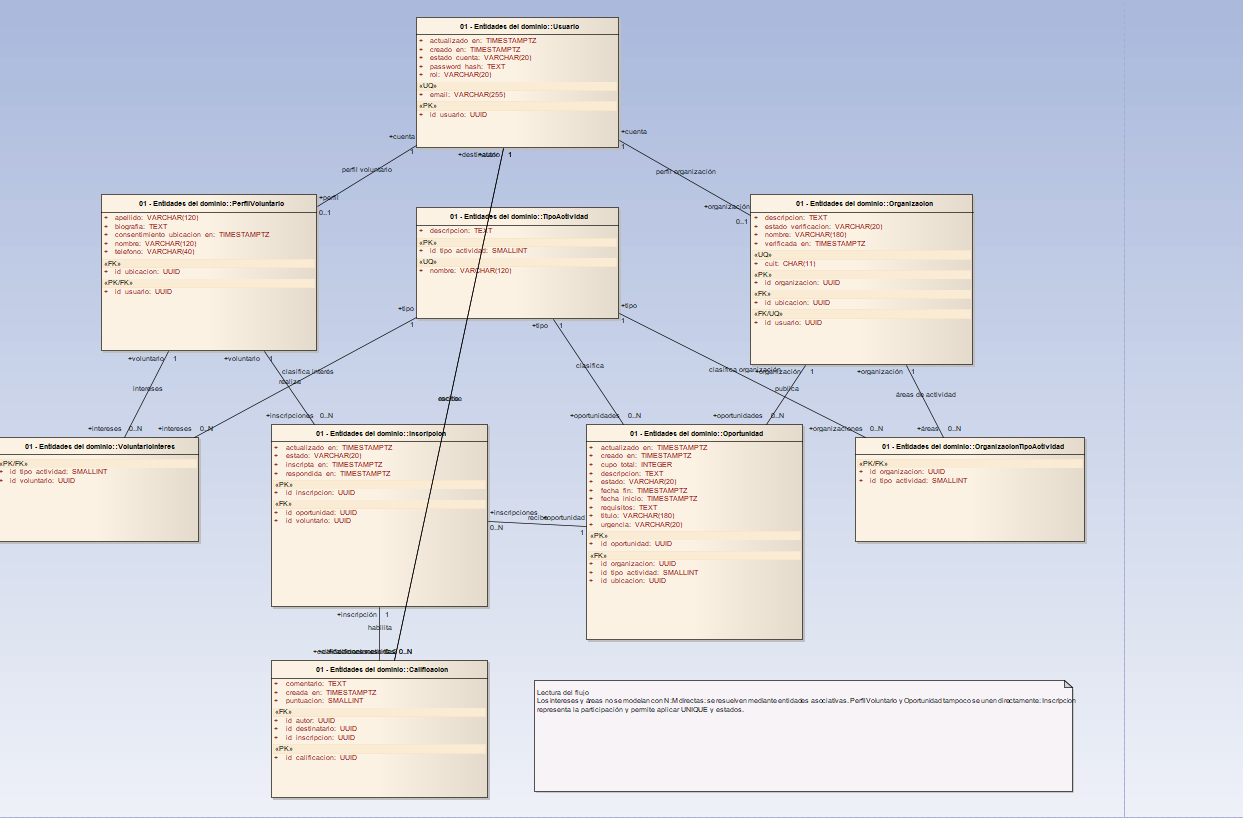 01 - Entidades del dominio::Usuario
+ actualizado en: TIMESTAMPTZ
+ creado en: TIMESTAMPTZ
+ estado cuenta: VARCHAR(20)
+ password hash: TEXT
+ rol: VARCHAR(20)
«UQ»
+ email: VARCHAR(255)
«PK»
+ id usuario: UUID
+cuenta
1
+cuenta
1
1
perfil voluntario
perfil organización
+perfil
0..1
+organización
0..1
01 - Entidades del dominio::PerfilVoluntario
+ apellido: VARCHAR(120)
+ biografia: TEXT
+ consentimiento ubicacion en: TIMESTAMPTZ
+ nombre: VARCHAR(120)
+ telefono: VARCHAR(40)
«FK»
+ id ubicacion: UUID
«PK/FK»
+ id usuario: UUID
01 - Entidades del dominio::TipoActividad
+ descripcion: TEXT
«PK»
+ id tipo actividad: SMALLINT
«UQ»
+ nombre: VARCHAR(120)
01 - Entidades del dominio::Organizacion
+ descripcion: TEXT
+ estado verificacion: VARCHAR(20)
+ nombre: VARCHAR(180)
+ verificada en: TIMESTAMPTZ
«UQ»
+ cuit: CHAR(11)
«PK»
+ id organizacion: UUID
«FK»
+ id ubicacion: UUID
«FK/UQ»
+ id usuario: UUID
+tipo
1
+tipo
1
+tipo
1
+voluntario 1
+voluntario 1
+organización 1
+organización 1
intereses
clasifica interés
realiza
clasifica
clasifica organización
publica
áreas de actividad
+intereses 0..N
+intereses 0..N
+inscripciones 0..N
+oportunidades 0..N
+oportunidades 0..N
+organizaciones 0..N
+áreas 0..N
01 - Entidades del dominio::VoluntarioInteres
«PK/FK»
+ id tipo actividad: SMALLINT
+ id voluntario: UUID
01 - Entidades del dominio::Inscripcion
+ actualizado en: TIMESTAMPTZ
+ estado: VARCHAR(20)
+ inscripta en: TIMESTAMPTZ
+ respondida en: TIMESTAMPTZ
«PK»
+ id inscripcion: UUID
«FK»
+ id oportunidad: UUID
+ id voluntario: UUID
01 - Entidades del dominio::Oportunidad
+ actualizado en: TIMESTAMPTZ
+ creado en: TIMESTAMPTZ
+ cupo total: INTEGER
+ descripcion: TEXT
+ estado: VARCHAR(20)
+ fecha fin: TIMESTAMPTZ
+ fecha inicio: TIMESTAMPTZ
+ requisitos: TEXT
+ titulo: VARCHAR(180)
+ urgencia: VARCHAR(20)
«PK»
+ id oportunidad: UUID
«FK»
+ id organizacion: UUID
+ id tipo actividad: SMALLINT
+ id ubicacion: UUID
01 - Entidades del dominio::OrganizacionTipoActividad
«PK/FK»
+ id organizacion: UUID
+ id tipo actividad: SMALLINT
+inscripciones
0..N
recibe
+oportunidad
1
+inscripción 1
habilita
0..N
01 - Entidades del dominio::Calificacion
+ comentario: TEXT
+ creada en: TIMESTAMPTZ
+ puntuacion: SMALLINT
«FK»
+ id autor: UUID
+ id destinatario: UUID
+ id inscripcion: UUID
«PK»
+ id calificacion: UUID
Lectura del flujo
Los intereses y áreas no se modelan con N:M directas: se resuelven mediante entidades asociativas. PerfilVoluntario y Oportunidad tampoco se unen directamente: Inscripcion
representa la participación y permite aplicar UNIQUE y estados.